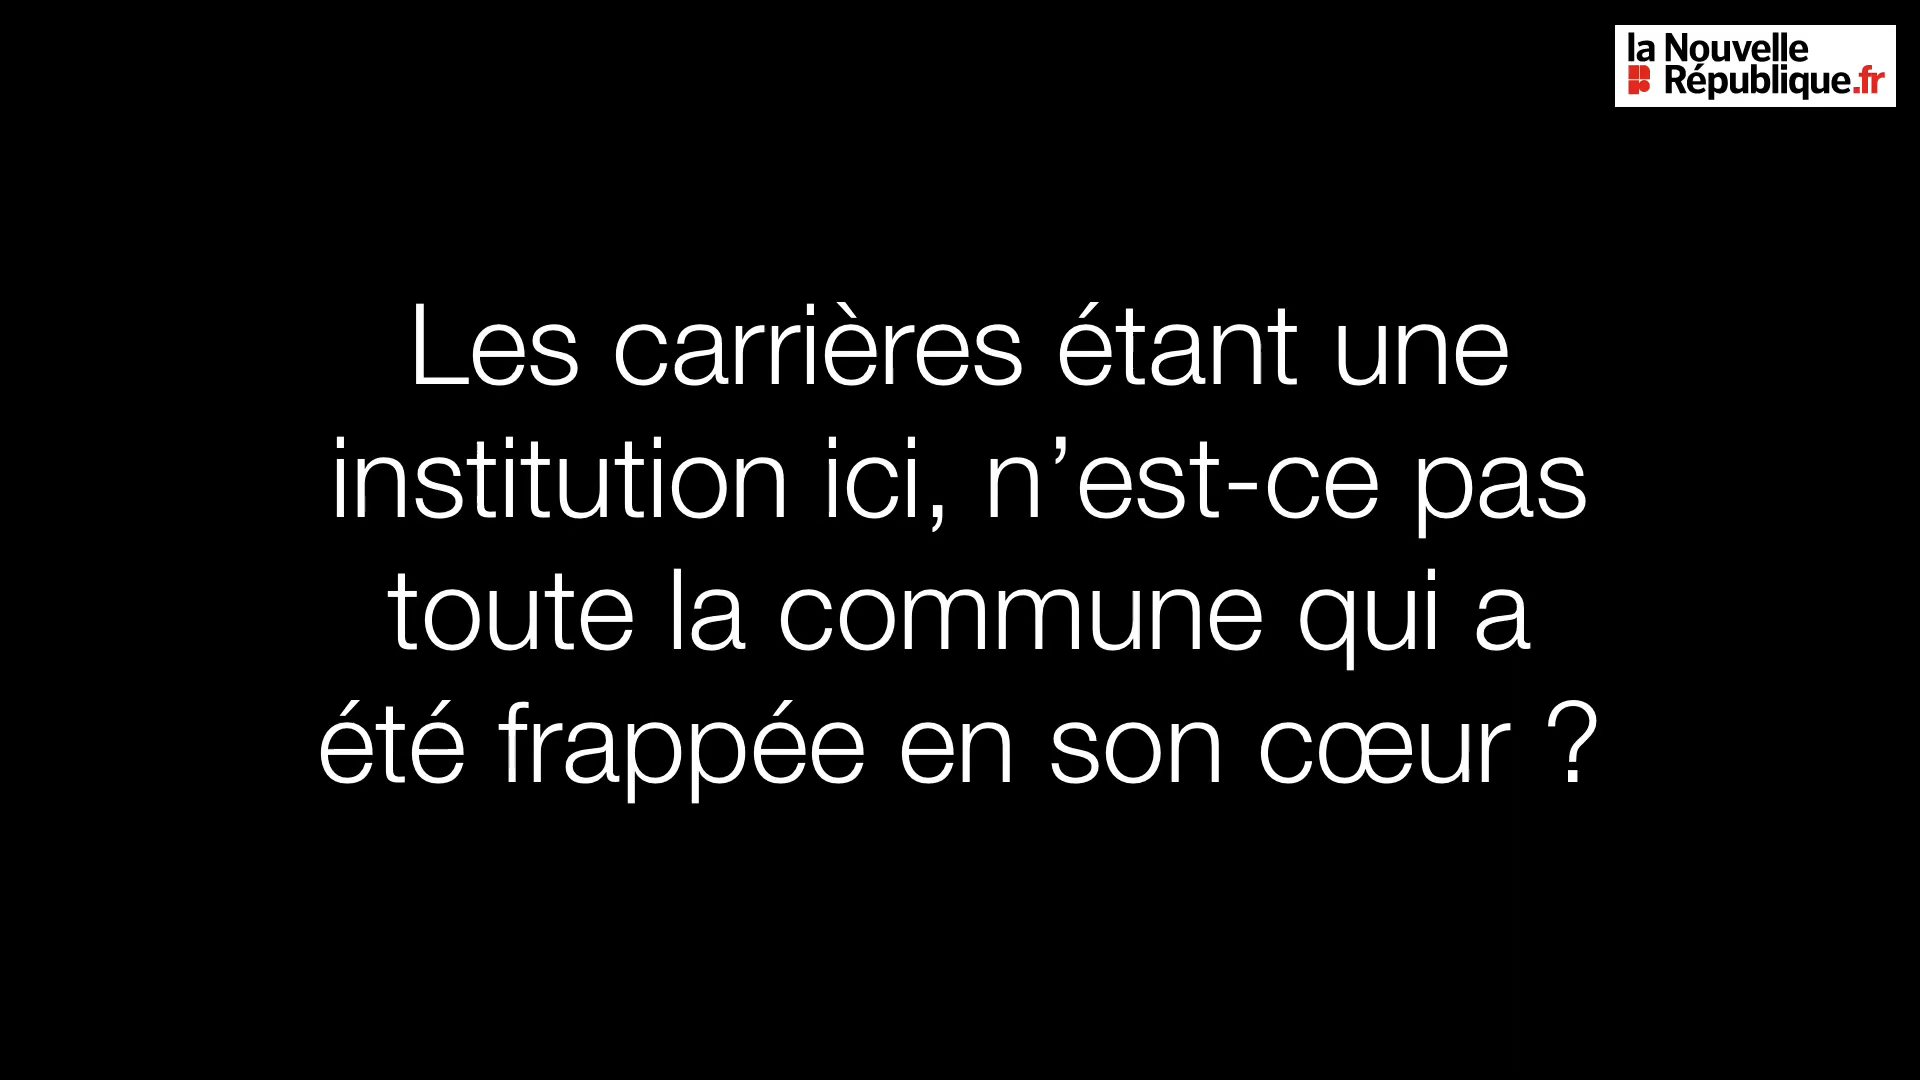 la Nouvelle
République.fr
Les carrières étant une
institution ici, n’est-ce pas
toute la commune qui a
été frappée en son cœur ?